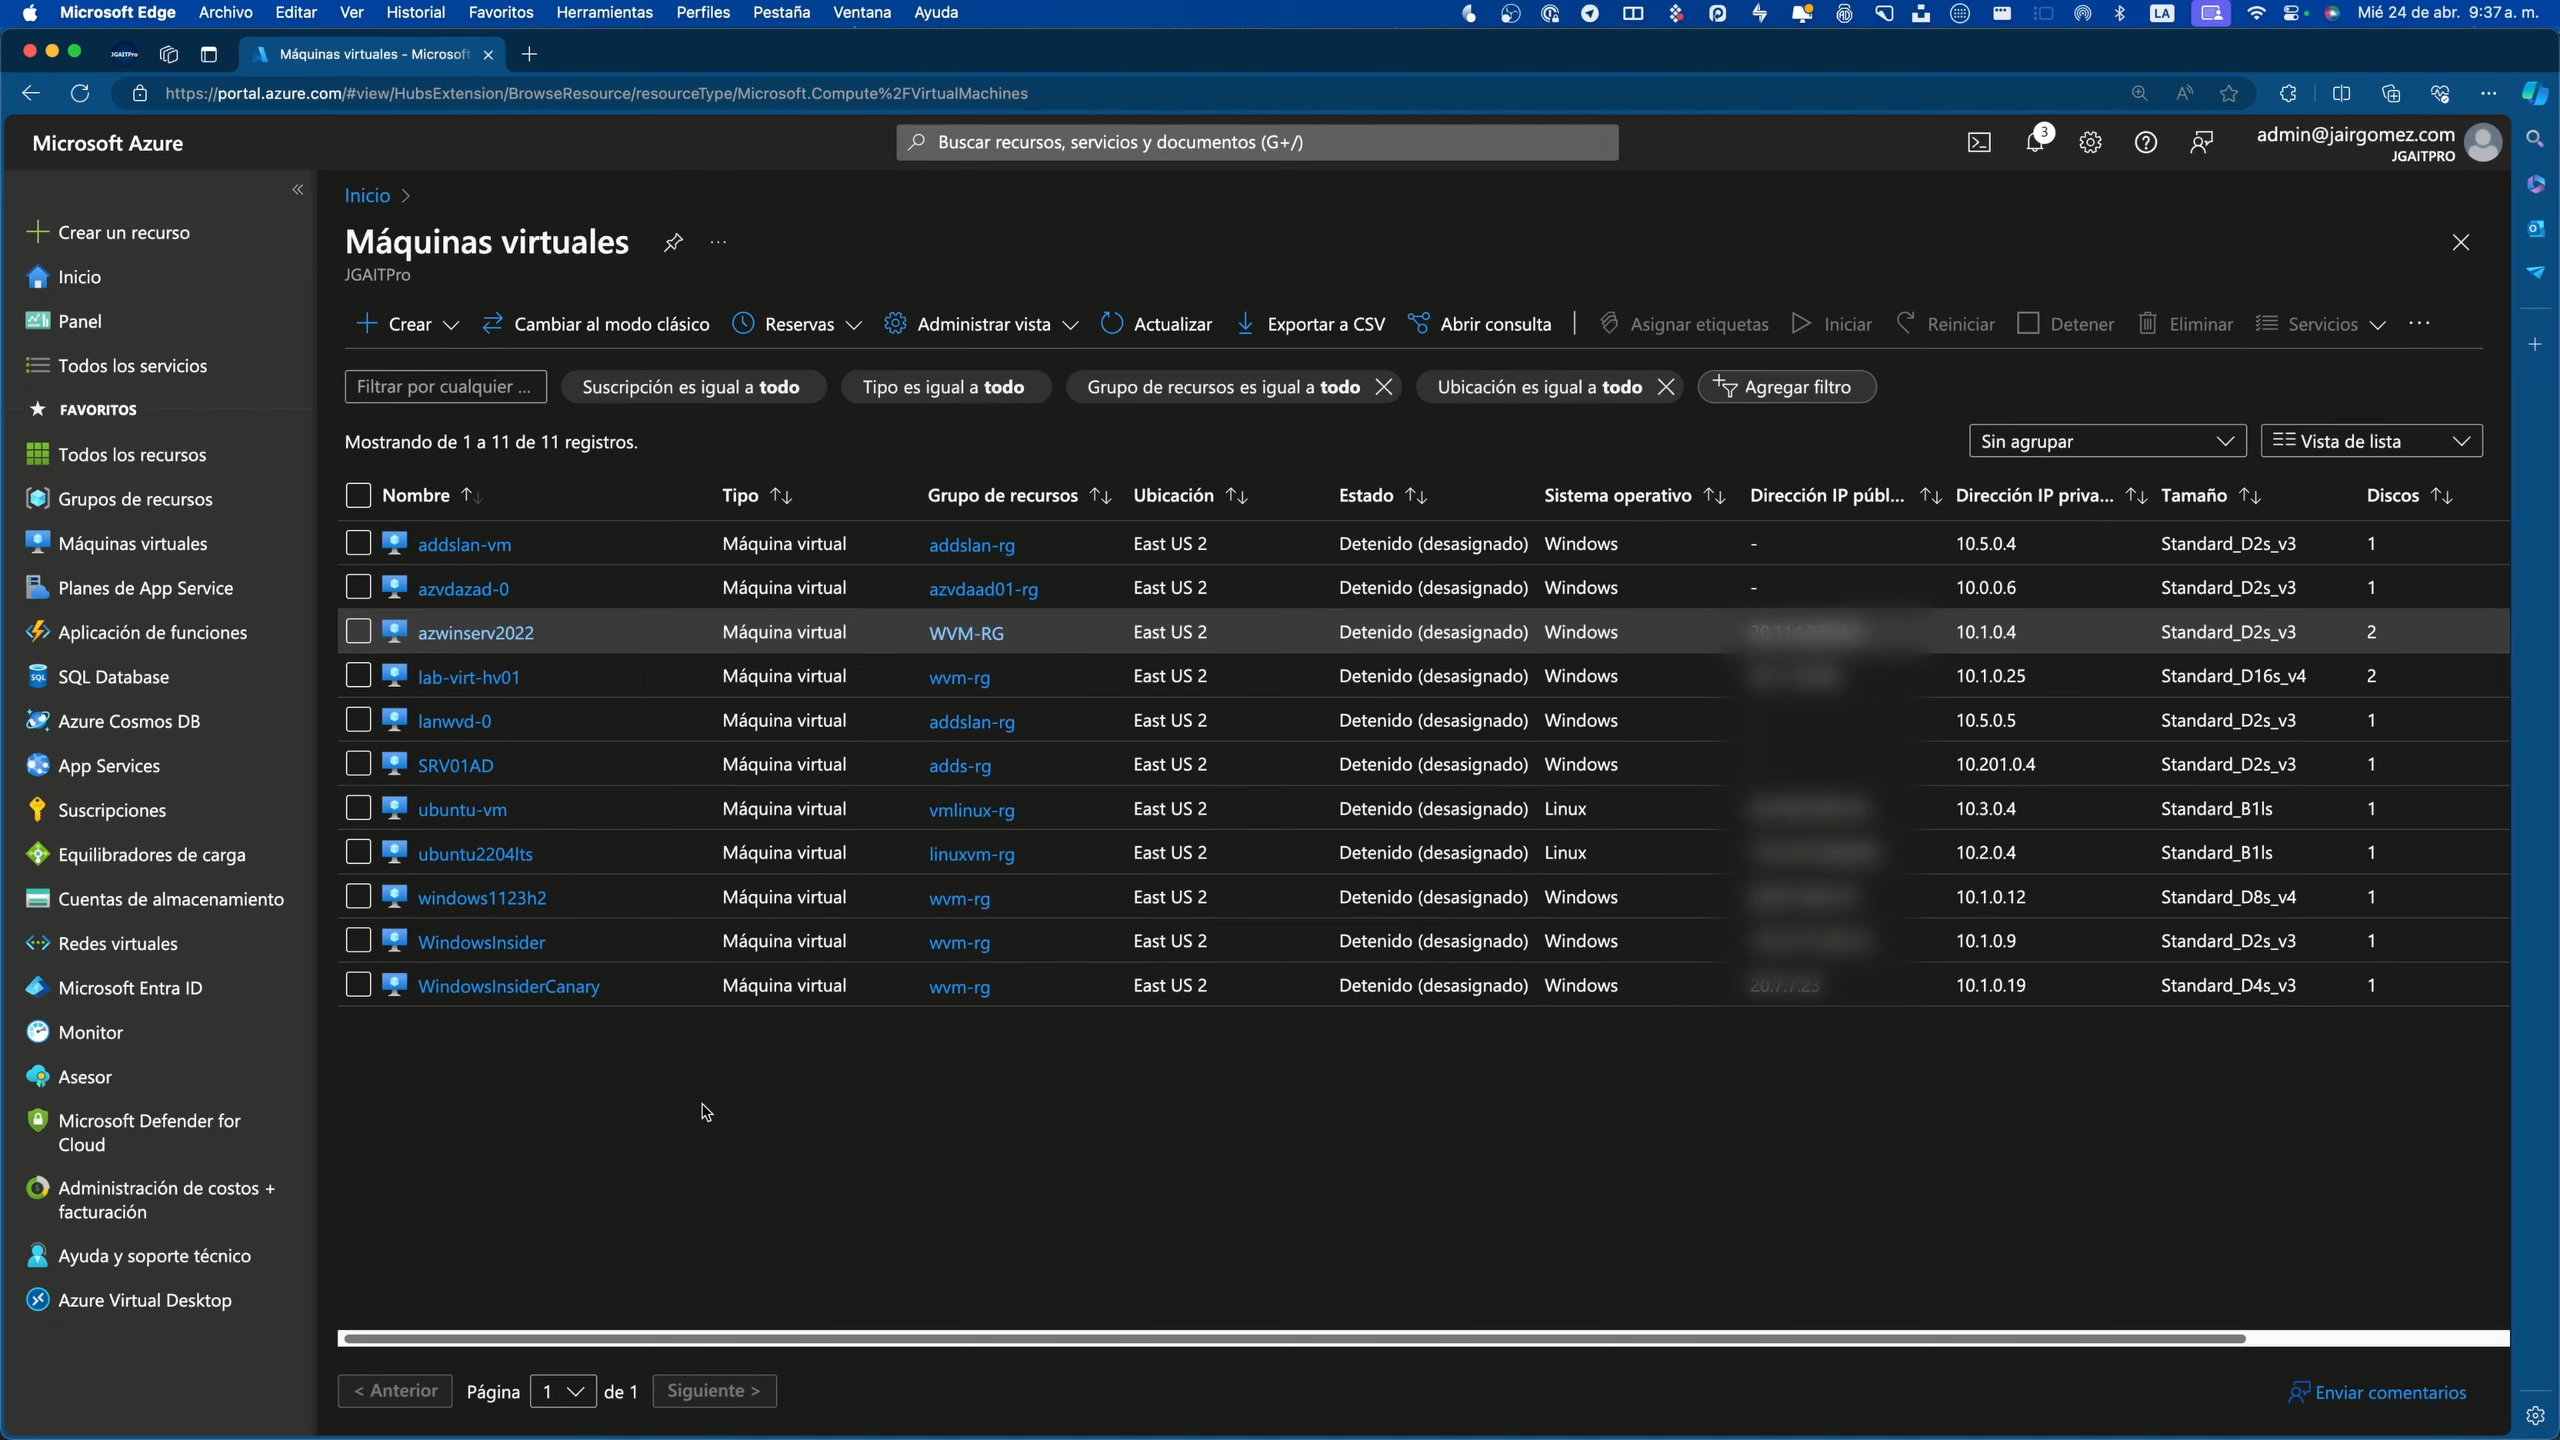 Microsoft Edge Archivo Editar Ver Historial Favoritos Herramientas Perfiles Pestaña Ventana Ayuda LA Mié 24 de abr. 9:37 a. m.
JGAITPro Máquinas virtuales - Microsoft
https://portal.azure.com/#view/HubsExtension/BrowseResource/resourceType/Microsoft.Compute%2FVirtualMachines
Microsoft Azure
Buscar recursos, servicios y documentos (G+/)
3
admin@jairgomez.com
JGAITPRO
Crear un recurso
Inicio
Panel
Todos los servicios
FAVORITOS
Todos los recursos
Grupos de recursos
Máquinas virtuales
Planes de App Service
Aplicación de funciones
SQL Database
Azure Cosmos DB
App Services
Suscripciones
Equilibradores de carga
Cuentas de almacenamiento
Redes virtuales
Microsoft Entra ID
Monitor
Asesor
Microsoft Defender for
Cloud
Administración de costos +
facturación
Ayuda y soporte técnico
Azure Virtual Desktop
Inicio >
Máquinas virtuales
JGAITPro
Crear Cambiar al modo clásico Reservas Administrar vista Actualizar Exportar a CSV Abrir consulta Asignar etiquetas Iniciar Reiniciar Detener Eliminar Servicios
Filtrar por cualquier ... Suscripción es igual a todo Tipo es igual a todo Grupo de recursos es igual a todo Ubicación es igual a todo Agregar filtro
Mostrando de 1 a 11 de 11 registros.
Sin agrupar Vista de lista
Nombre Tipo Grupo de recursos Ubicación Estado Sistema operativo Dirección IP públ... Dirección IP priva... Tamaño Discos
addslan-vm Máquina virtual addslan-rg East US 2 Detenido (desasignado) Windows - 10.5.0.4 Standard_D2s_v3 1
azvdazad-0 Máquina virtual azvdaad01-rg East US 2 Detenido (desasignado) Windows - 10.0.0.6 Standard_D2s_v3 1
azwinserv2022 Máquina virtual WVM-RG East US 2 Detenido (desasignado) Windows 10.1.0.4 Standard_D2s_v3 2
lab-virt-hv01 Máquina virtual wvm-rg East US 2 Detenido (desasignado) Windows 10.1.0.25 Standard_D16s_v4 2
lanwvd-0 Máquina virtual addslan-rg East US 2 Detenido (desasignado) Windows 10.5.0.5 Standard_D2s_v3 1
SRV01AD Máquina virtual adds-rg East US 2 Detenido (desasignado) Windows 10.201.0.4 Standard_D2s_v3 1
ubuntu-vm Máquina virtual vmlinux-rg East US 2 Detenido (desasignado) Linux 10.3.0.4 Standard_B1ls 1
ubuntu2204lts Máquina virtual linuxvm-rg East US 2 Detenido (desasignado) Linux 10.2.0.4 Standard_B1ls 1
windows1123h2 Máquina virtual wvm-rg East US 2 Detenido (desasignado) Windows 10.1.0.12 Standard_D8s_v4 1
WindowsInsider Máquina virtual wvm-rg East US 2 Detenido (desasignado) Windows 10.1.0.9 Standard_D2s_v3 1
WindowsInsiderCanary Máquina virtual wvm-rg East US 2 Detenido (desasignado) Windows 10.1.0.19 Standard_D4s_v3 1
< Anterior Página 1 de 1 Siguiente >
Enviar comentarios